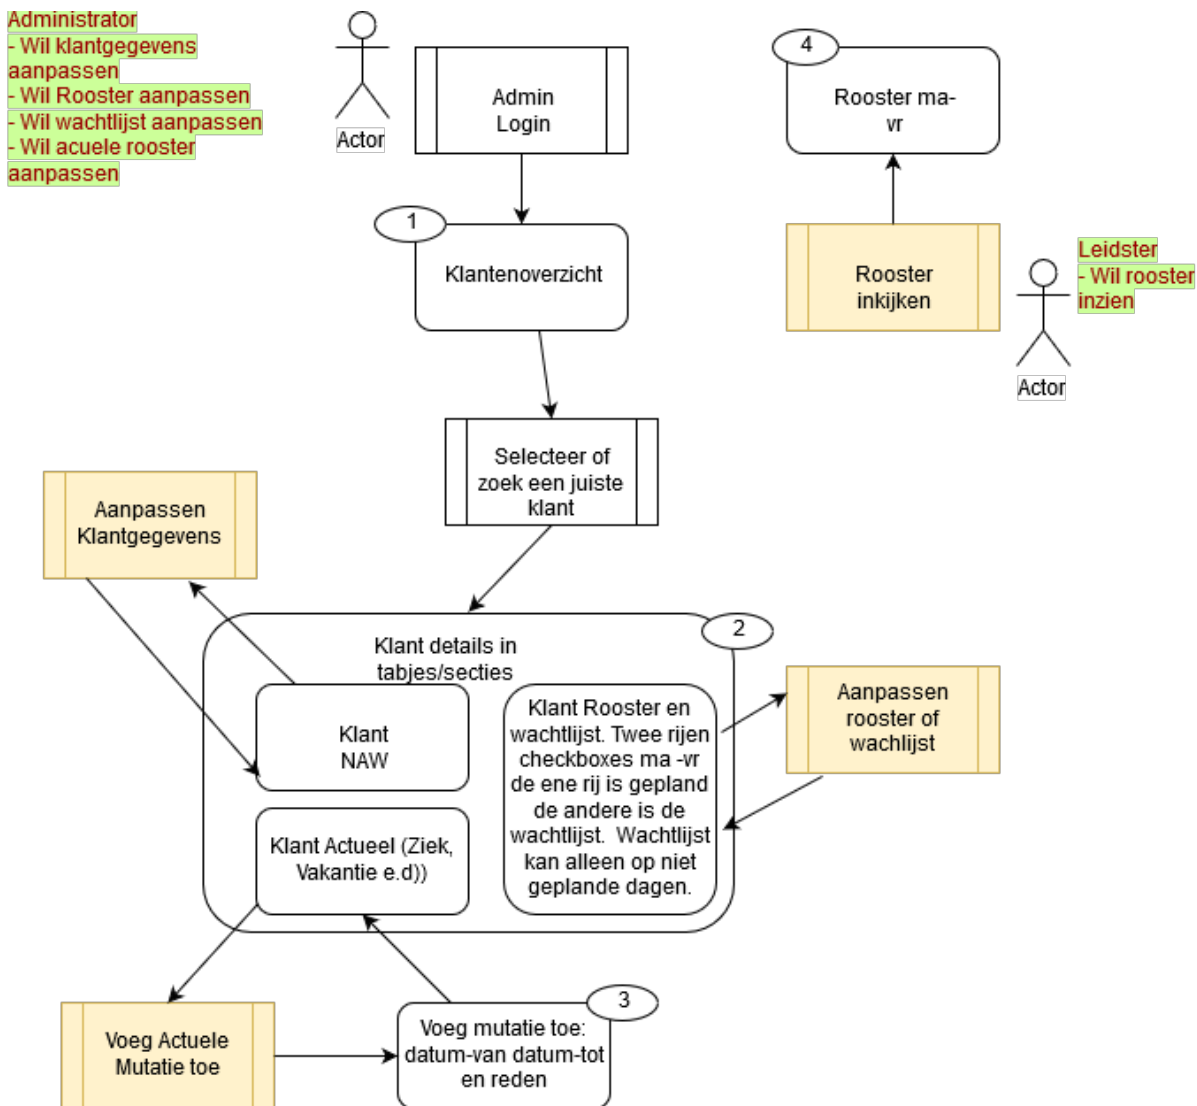 Administrator
- Wil klantgegevens
aanpassen
- Wil Rooster aanpassen
- Wil wachtlijst aanpassen
- Wil acuele rooster
aanpassen
Actor
Admin
Login
4
Rooster ma-
vr
1
Klantenoverzicht
Rooster
inkijken
Leidster
- Wil rooster
inzien
Actor
Selecteer of
zoek een juiste
klant
Aanpassen
Klantgegevens
2
Klant details in
tabjes/secties
Klant
NAW
Klant Rooster en
wachtlijst. Twee rijen
checkboxes ma -vr
de ene rij is gepland
de andere is de
wachtlijst. Wachtlijst
kan alleen op niet
geplande dagen.
Aanpassen
rooster of
wachlijst
Klant Actueel (Ziek,
Vakantie e.d))
3
Voeg Actuele
Mutatie toe
Voeg mutatie toe:
datum-van datum-tot
en reden